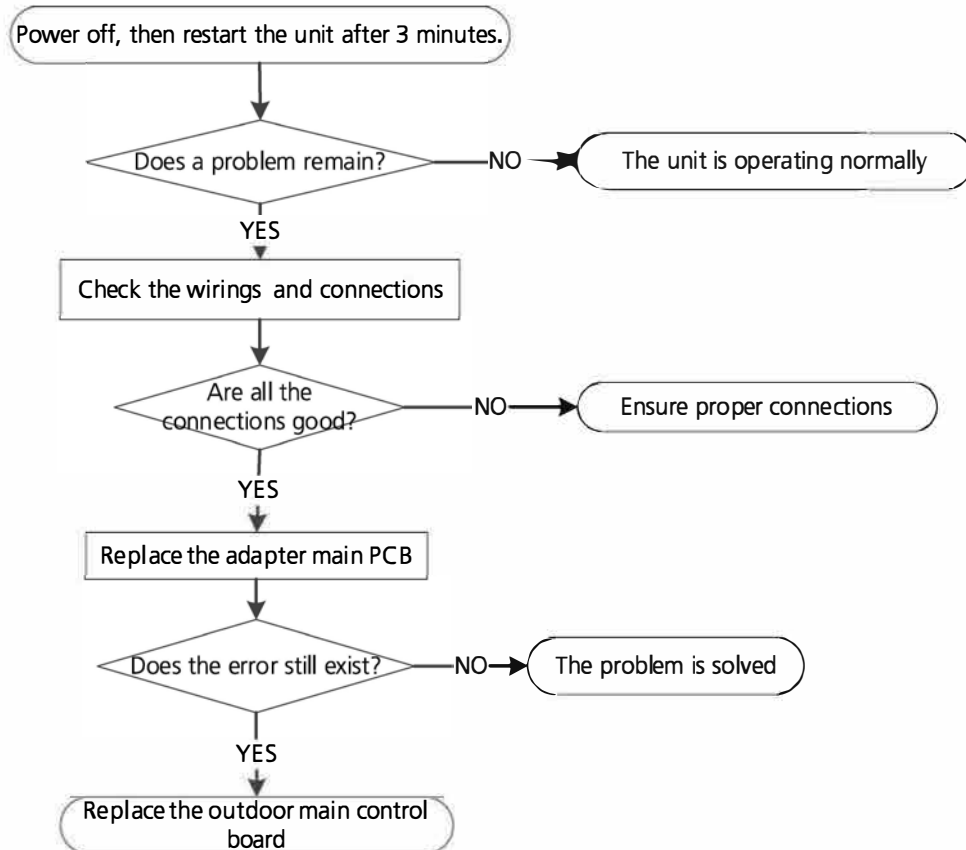 Power off, then restart the unit after 3 minutes.
Does a problem remain?
NO
The unit is operating normally
YES
Check the wirings and connections
Are all the
connections good?
NO
Ensure proper connections
YES
Replace the adapter main PCB
Does the error still exist?
NO
The problem is solved
YES
Replace the outdoor main control
board